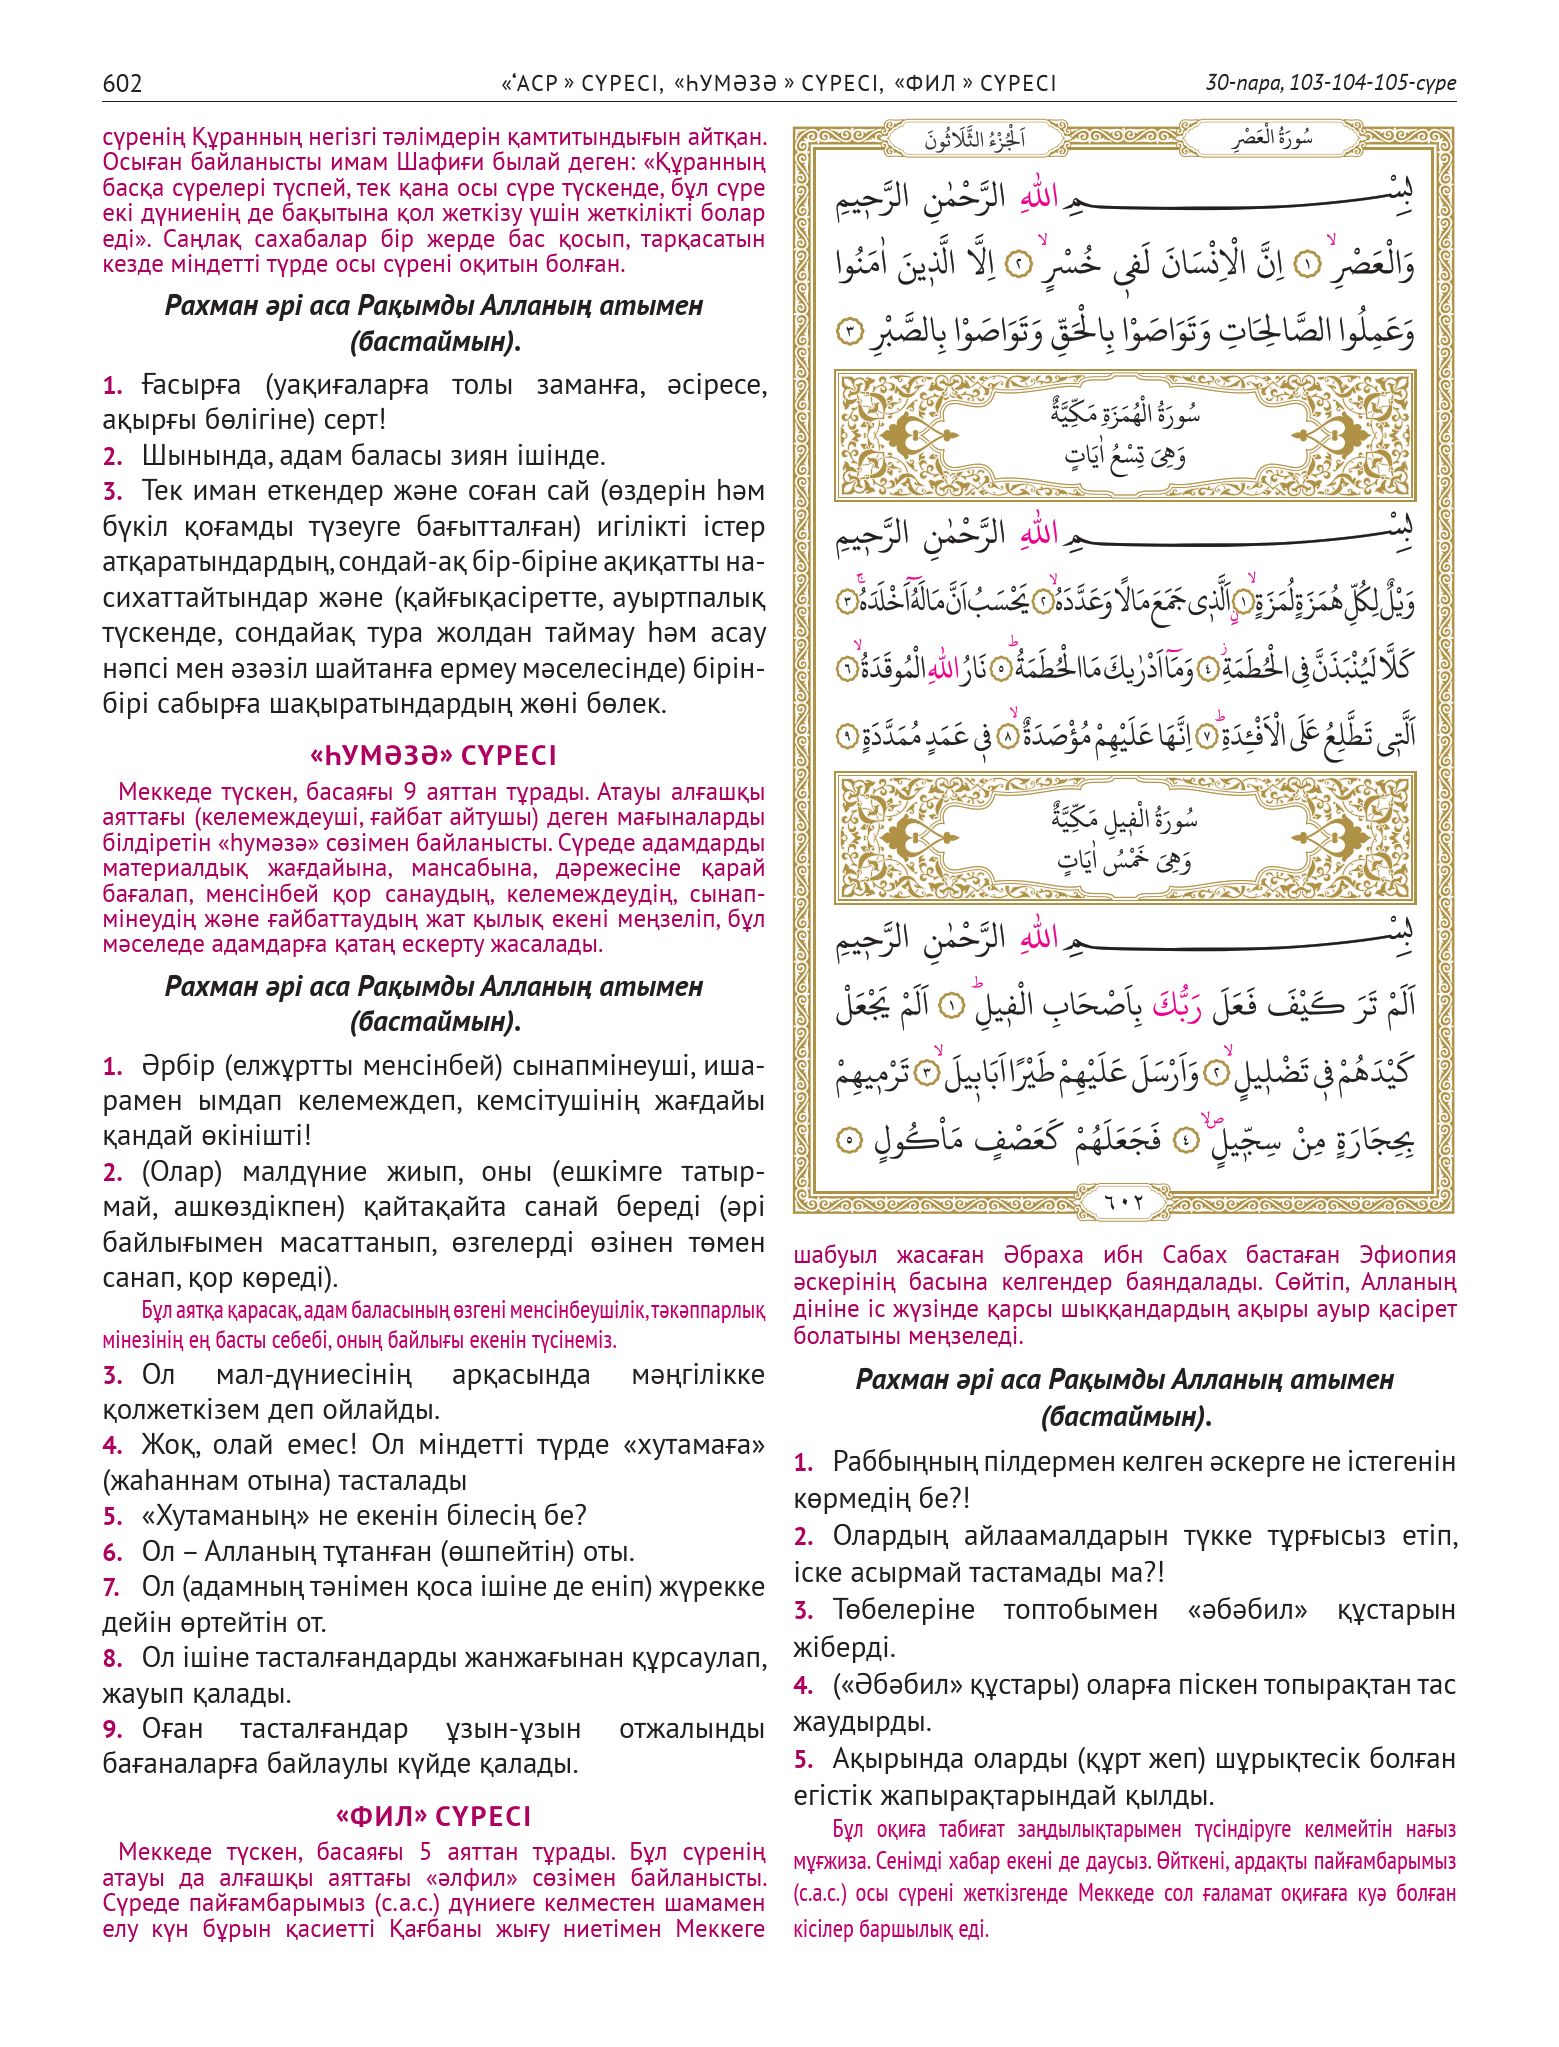 602
«‘АСР » СҮРЕСІ, «ҺУМӘЗӘ » СҮРЕСІ, «ФИЛ » СҮРЕСІ
30-пара, 103-104-105-сүре
сүренің Құранның негізгі тәлімдерін қамтитындығын айтқан.
Осыған байланысты имам Шафиғи былай деген: «Құранның
басқа сүрелері түспей, тек қана осы сүре түскенде, бұл сүре
екі дүниенің де бақытына қол жеткізу үшін жеткілікті болар
еді». Саңлақ сахабалар бір жерде бас қосып, тарқасатын
кезде міндетті түрде осы сүрені оқитын болған.
Рахман әрі аса Рақымды Алланың атымен
(бастаймын).
1. Ғасырға (уақиғаларға толы заманға, әсіресе,
ақырғы бөлігіне) серт!
2. Шынында, адам баласы зиян ішінде.
3. Тек иман еткендер және соған сай (өздерін һәм
бүкіл қоғамды түзеуге бағытталған) игілікті істер
атқаратындардың, сондай-ақ бір-біріне ақиқатты на-
сихаттайтындар және (қайғықасіретте, ауыртпалық
түскенде, сондайақ тура жолдан таймау һәм асау
нәпсі мен әзәзіл шайтанға ермеу мәселесінде) бірін-
бірі сабырға шақыратындардың жөні бөлек.
«ҺУМӘЗӘ» СҮРЕСІ
Меккеде түскен, басаяғы 9 аяттан тұрады. Атауы алғашқы
аяттағы (келемеждеуші, ғайбат айтушы) деген мағыналарды
білдіретін «һумәзә» сөзімен байланысты. Сүреде адамдарды
материалдық жағдайына, мансабына, дәрежесіне қарай
бағалап, менсінбей қор санаудың, келемеждеудің, сынап-
мінеудің және ғайбаттаудың жат қылық екені меңзеліп, бұл
мәселеде адамдарға қатаң ескерту жасалады.
Рахман әрі аса Рақымды Алланың атымен
(бастаймын).
1. Әрбір (елжұртты менсінбей) сынапмінеуші, иша-
рамен ымдап келемеждеп, кемсітушінің жағдайы
қандай өкінішті!
2. (Олар) малдүние жиып, оны (ешкімге татыр-
май, ашкөздікпен) қайтақайта санай береді (әрі
байлығымен масаттанып, өзгелерді өзінен төмен
санап, қор көреді).
Бұл аятқа қарасақ, адам баласының өзгені менсінбеушілік, тәкаппарлық
мінезінің ең басты себебі, оның байлығы екенін түсінеміз.
3. Ол мал-дүниесінің арқасында мәңгілікке
қолжеткізем деп ойлайды.
4. Жоқ, олай емес! Ол міндетті түрде «хутамаға»
(жаһаннам отына) тасталады
5. «Хутаманың» не екенін білесің бе?
6. Ол – Алланың тұтанған (өшпейтін) оты.
7. Ол (адамның тәнімен қоса ішіне де еніп) жүрекке
дейін өртейтін от.
8. Ол ішіне тасталғандарды жанжағынан құрсаулап,
жауып қалады.
9. Оған тасталғандар ұзын-ұзын отжалынды
бағаналарға байлаулы күйде қалады.
«ФИЛ» СҮРЕСІ
Меккеде түскен, басаяғы 5 аяттан тұрады. Бұл сүренің
атауы да алғашқы аяттағы «әлфил» сөзімен байланысты.
Сүреде пайғамбарымыз (с.а.с.) дүниеге келместен шамамен
елу күн бұрын қасиетті Қағбаны жығу ниетімен Меккеге
سُورَةُ الْعَصْرِ
اَلْجُزْءُ الثَّلَاثُونَ
بِسْمِ اللّٰهِ الرَّحْمٰنِ الرَّح۪يمِ
وَالْعَصْرِۙ ﴿١﴾ اِنَّ الْاِنْسَانَ لَف۪ي خُسْرٍۙ ﴿٢﴾ اِلَّا الَّذ۪ينَ اٰمَنُوا
وَعَمِلُوا الصَّالِحَاتِ وَتَوَاصَوْا بِالْحَقِّ وَتَوَاصَوْا بِالصَّبْرِ ﴿٣﴾
سُورَةُ الْهُمَزَةِ مَكِّيَّةٌ
وَهِيَ تِسْعُ اٰيَاتٍ
بِسْمِ اللّٰهِ الرَّحْمٰنِ الرَّح۪يمِ
وَيْلٌ لِكُلِّ هُمَزَةٍ لُمَزَةٍۙ ﴿١﴾ اَلَّذ۪ي جَمَعَ مَالًا وَعَدَّدَهُۙ ﴿٢﴾ يَحْسَبُ اَنَّ مَالَهُٓ اَخْلَدَهُۚ ﴿٣﴾
كَلَّا لَيُنْبَذَنَّ فِي الْحُطَمَةِۘ ﴿٤﴾ وَمَٓا اَدْرٰيكَ مَا الْحُطَمَةُۜ ﴿٥﴾ نَارُ اللّٰهِ الْمُوقَدَةُۙ ﴿٦﴾
اَلَّت۪ي تَطَّلِعُ عَلَى الْاَفْـِٔدَةِۜ ﴿٧﴾ اِنَّهَا عَلَيْهِمْ مُؤْصَدَةٌۙ ﴿٨﴾ ف۪ي عَمَدٍ مُمَدَّدَةٍ ﴿٩﴾
سُورَةُ الْف۪يلِ مَكِّيَّةٌ
وَهِيَ خَمْسُ اٰيَاتٍ
بِسْمِ اللّٰهِ الرَّحْمٰنِ الرَّح۪يمِ
اَلَمْ تَرَ كَيْفَ فَعَلَ رَبُّكَ بِاَصْحَابِ الْف۪يلِۜ ﴿١﴾ اَلَمْ يَجْعَلْ
كَيْدَهُمْ ف۪ي تَضْل۪يلٍۙ ﴿٢﴾ وَاَرْسَلَ عَلَيْهِمْ طَيْرًا اَبَاب۪يلَۙ ﴿٣﴾ تَرْم۪يهِمْ
بِحِجَارَةٍ مِنْ سِجّ۪يلٍۙۖ ﴿٤﴾ فَجَعَلَهُمْ كَعَصْفٍ مَأْكُولٍ ﴿٥﴾
٦٠٢
шабуыл жасаған Әбраха ибн Сабах бастаған Эфиопия
әскерінің басына келгендер баяндалады. Сөйтіп, Алланың
дініне іс жүзінде қарсы шыққандардың ақыры ауыр қасірет
болатыны меңзеледі.
Рахман әрі аса Рақымды Алланың атымен
(бастаймын).
1. Раббыңның пілдермен келген әскерге не істегенін
көрмедің бе?!
2. Олардың айлаамалдарын түкке тұрғысыз етіп,
іске асырмай тастамады ма?!
3. Төбелеріне топтобымен «әбәбил» құстарын
жіберді.
4. («Әбәбил» құстары) оларға піскен топырақтан тас
жаудырды.
5. Ақырында оларды (құрт жеп) шұрықтесік болған
егістік жапырақтарындай қылды.
Бұл оқиға табиғат заңдылықтарымен түсіндіруге келмейтін нағыз
мұғжиза. Сенімді хабар екені де даусыз. Өйткені, ардақты пайғамбарымыз
(с.а.с.) осы сүрені жеткізгенде Меккеде сол ғаламат оқиғаға куә болған
кісілер баршылық еді.